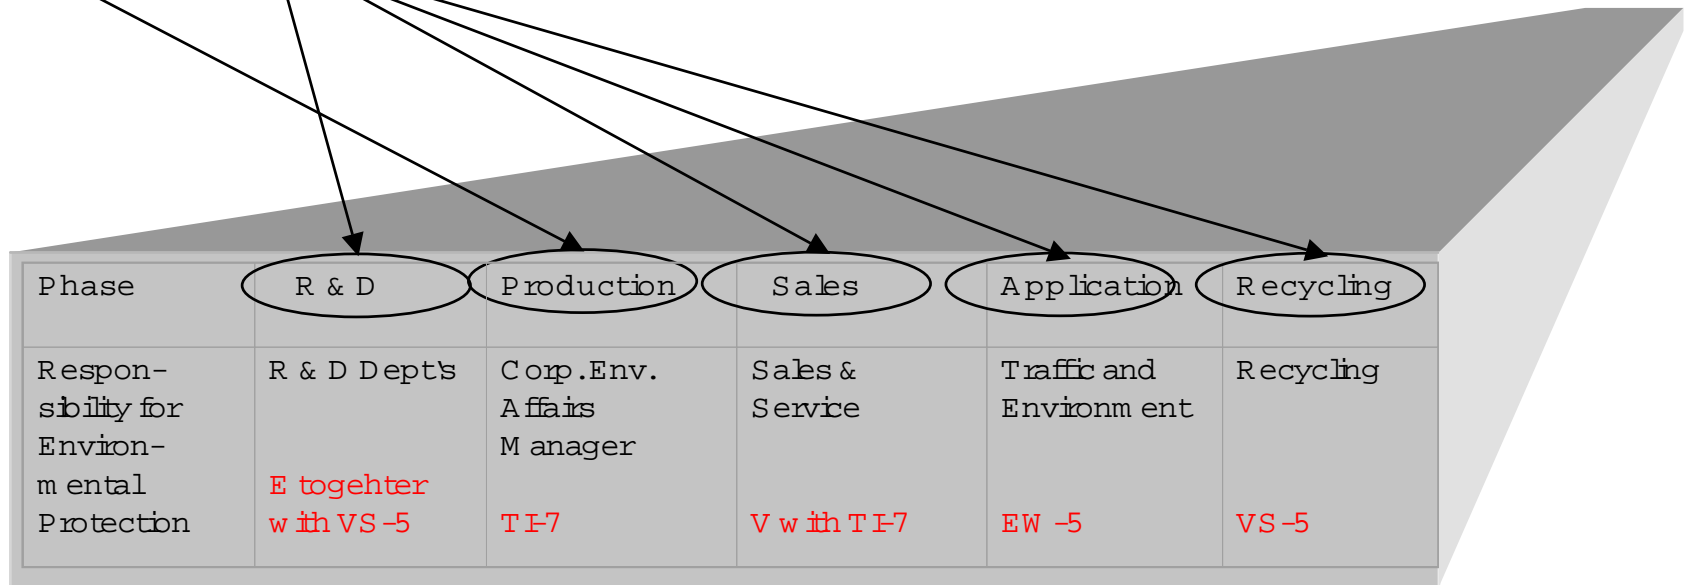 Phase R & D Production Sales Application Recycling
Respon- R & D Dept's Corp. Env. Sales & Traffic and Recycling
sibility for Affairs Service Environment
Environ- Manager
mental E togehter
Protection with VS-5 TI-7 V with TI-7 EW-5 VS-5